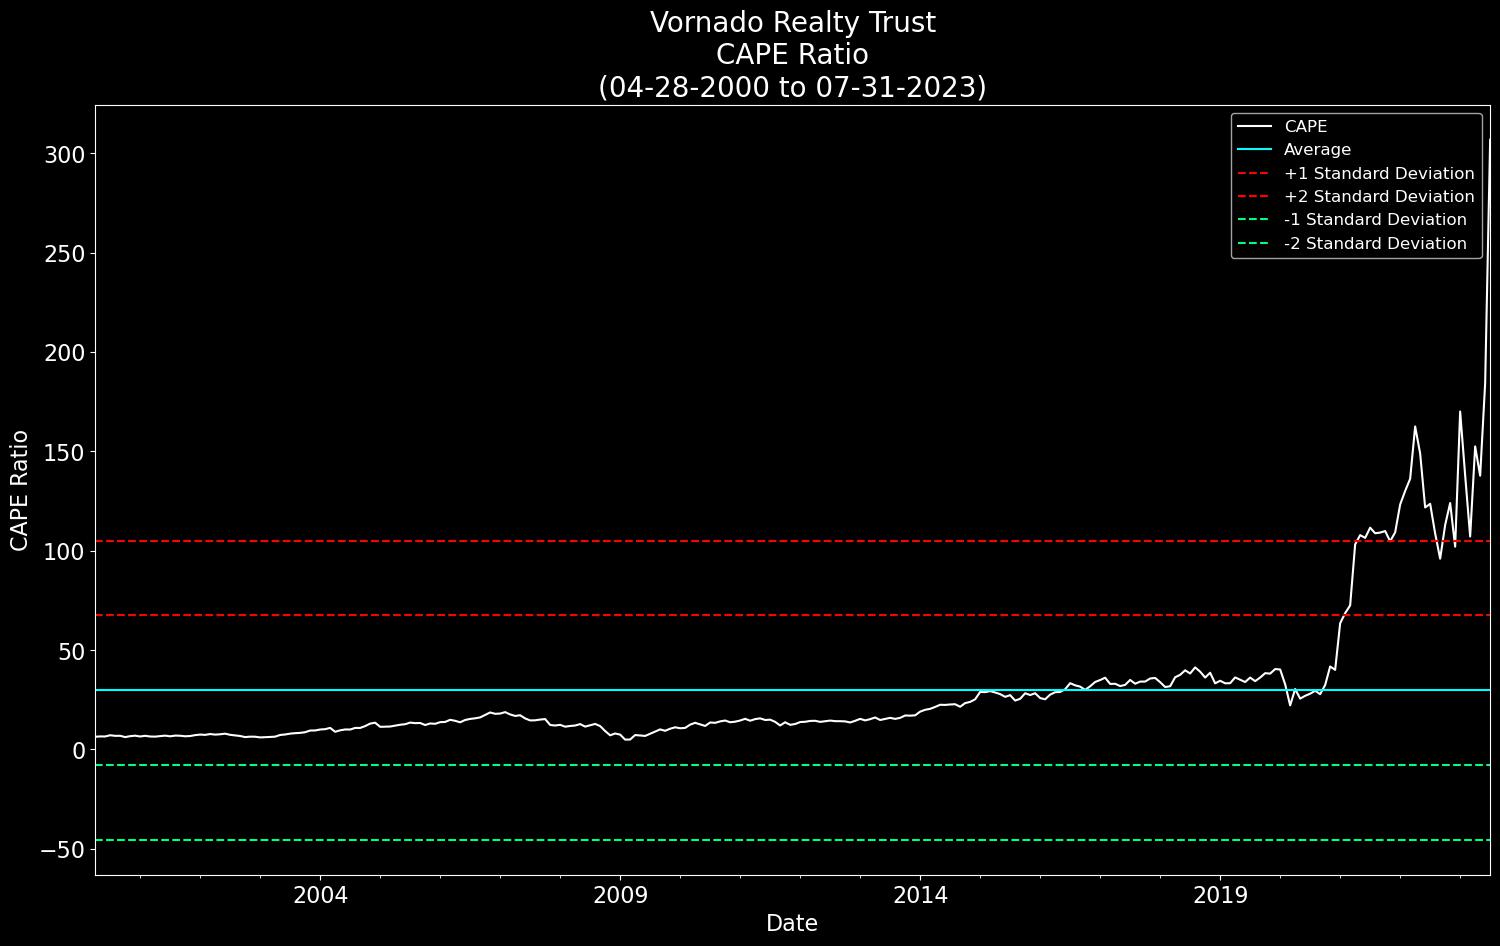 Vornado Realty Trust
CAPE Ratio
(04-28-2000 to 07-31-2023)
CAPE
Average
+1 Standard Deviation
+2 Standard Deviation
-1 Standard Deviation
-2 Standard Deviation
CAPE Ratio
300
250
200
150
100
50
0
−50
2004
2009
2014
2019
Date